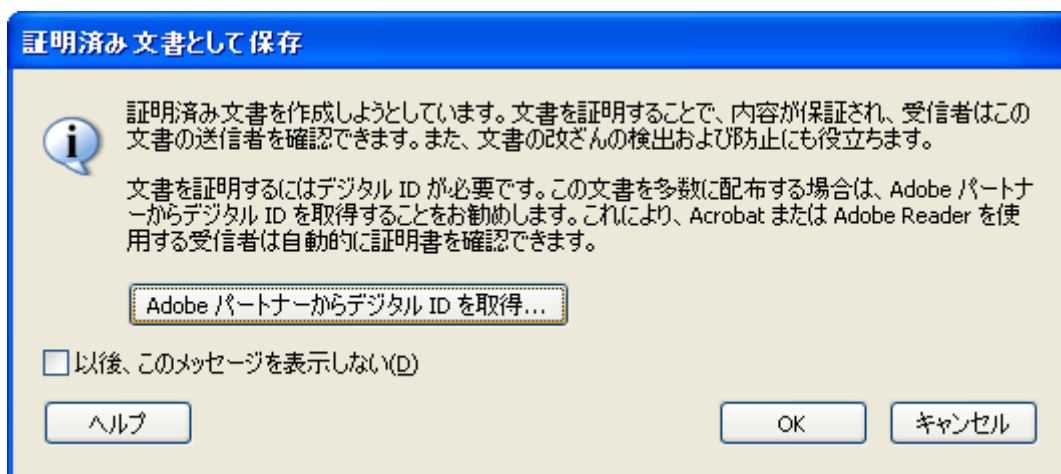 証明済み文書として保存
証明済み文書を作成しようとしています。文書を証明することで、内容が保証され、受信者はこの
文書の送信者を確認できます。また、文書の改ざんの検出および防止にも役立ちます。
文書を証明するにはデジタル ID が必要です。この文書を多数に配布する場合は、Adobe パートナ
ーからデジタル ID を取得することをお勧めします。これにより、Acrobat または Adobe Reader を使
用する受信者は自動的に証明書を確認できます。
Adobe パートナーからデジタル ID を取得...
以後、このメッセージを表示しない(D)
ヘルプ OK キャンセル